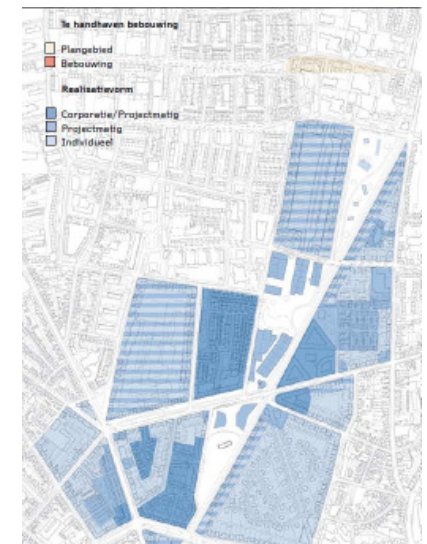 Te handhaven bebouwing
Plangebied
Bebouwing
Realisatievorm
Corporatie/Projectmatig
Projectmatig
Individueel